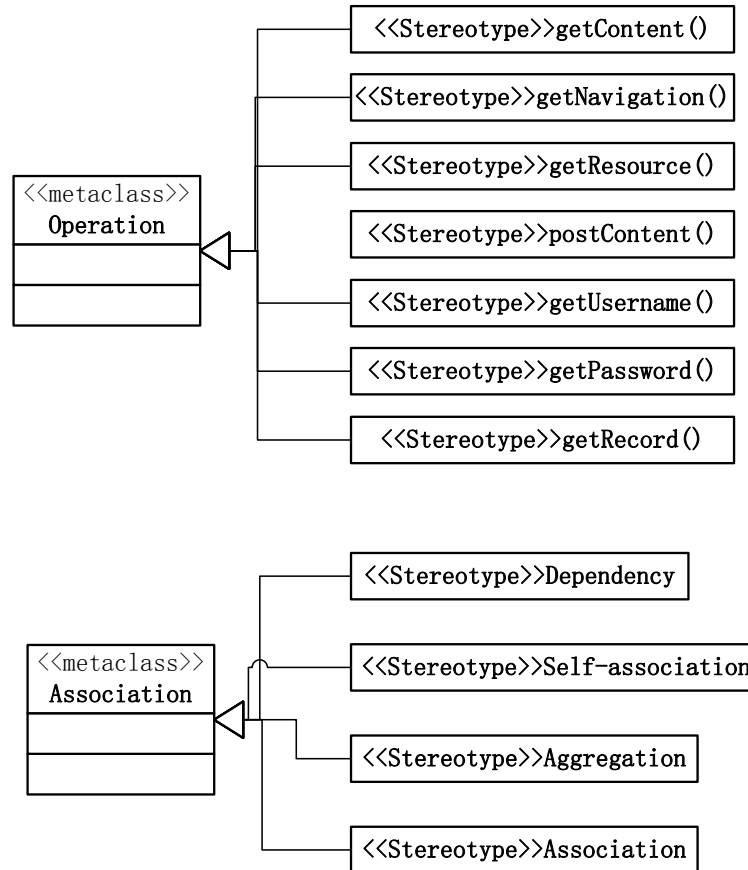 <<Stereotype>>getContent()
<<Stereotype>>getNavigation()
<<Stereotype>>getResource()
<<metaclass>>
Operation
<<Stereotype>>postContent()
<<Stereotype>>getUsername()
<<Stereotype>>getPassword()
<<Stereotype>>getRecord()
<<Stereotype>>Dependency
<<metaclass>>
Association
<<Stereotype>>Self-association
<<Stereotype>>Aggregation
<<Stereotype>>Association